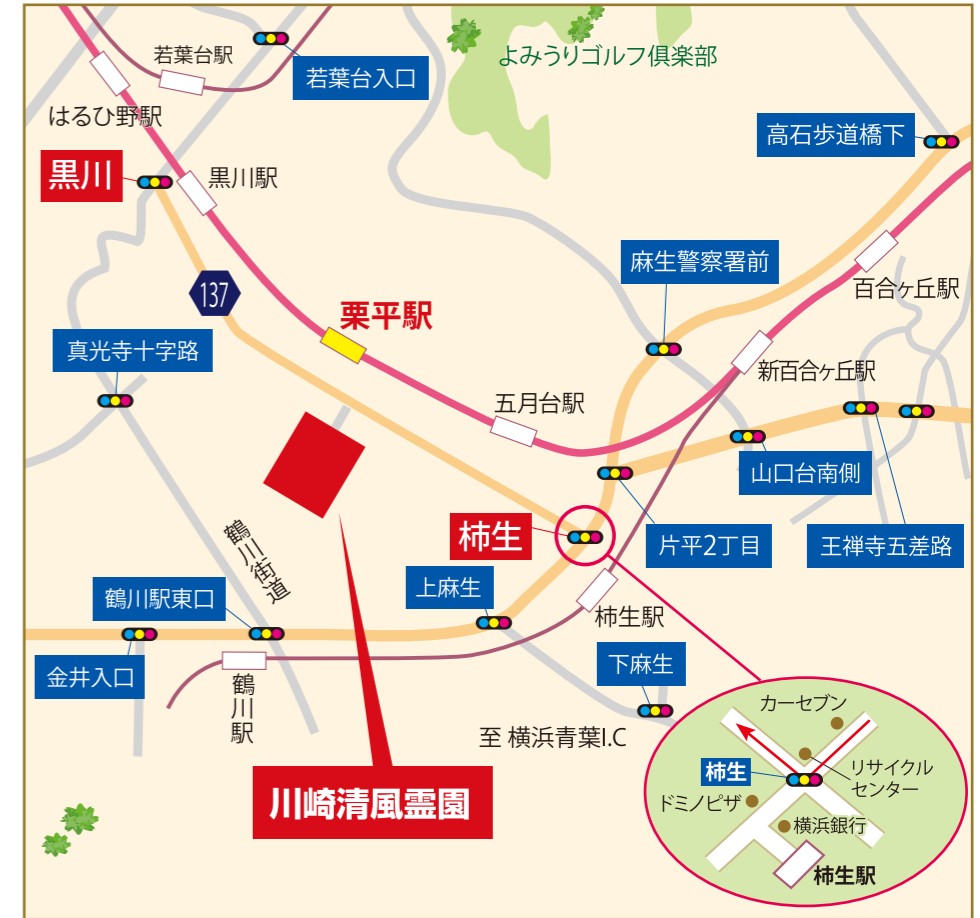 若葉台駅
若葉台入口
よみうりゴルフ倶楽部
はるひ野駅
高石歩道橋下
黒川
黒川駅
麻生警察署前
百合ヶ丘駅
137
栗平駅
真光寺十字路
新百合ヶ丘駅
五月台駅
山口台南側
柿生
片平2丁目
王禅寺五差路
鶴川街道
上麻生
鶴川駅東口
柿生駅
金井入口
下麻生
鶴川駅
至 横浜青葉I.C
川崎清風霊園
カーセブン
柿生
リサイクル
センター
ドミノピザ
横浜銀行
柿生駅